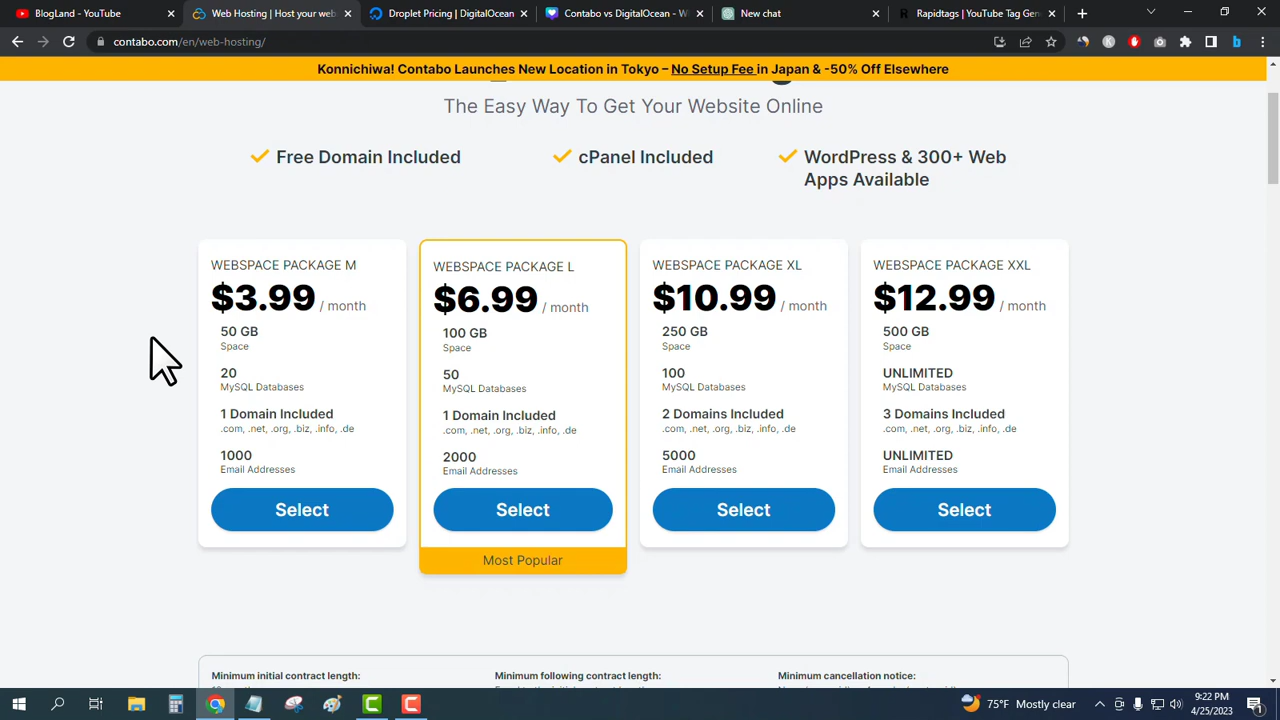 BlogLand - YouTube
Web Hosting | Host your web
Droplet Pricing | DigitalOcean
Contabo vs DigitalOcean - W
New chat
Rapidtags | YouTube Tag Gen
contabo.com/en/web-hosting/
Konnichiwa! Contabo Launches New Location in Tokyo – No Setup Fee in Japan & -50% Off Elsewhere
The Easy Way To Get Your Website Online
Free Domain Included
cPanel Included
WordPress & 300+ Web
Apps Available
WEBSPACE PACKAGE M
$3.99 / month
50 GB
Space
20
MySQL Databases
1 Domain Included
.com, .net, .org, .biz, .info, .de
1000
Email Addresses
Select
WEBSPACE PACKAGE L
$6.99 / month
100 GB
Space
50
MySQL Databases
1 Domain Included
.com, .net, .org, .biz, .info, .de
2000
Email Addresses
Select
Most Popular
WEBSPACE PACKAGE XL
$10.99 / month
250 GB
Space
100
MySQL Databases
2 Domains Included
.com, .net, .org, .biz, .info, .de
5000
Email Addresses
Select
WEBSPACE PACKAGE XXL
$12.99 / month
500 GB
Space
UNLIMITED
MySQL Databases
3 Domains Included
.com, .net, .org, .biz, .info, .de
UNLIMITED
Email Addresses
Select
Minimum initial contract length:
Minimum following contract length:
Minimum cancellation notice:
75°F Mostly clear
9:22 PM
4/25/2023